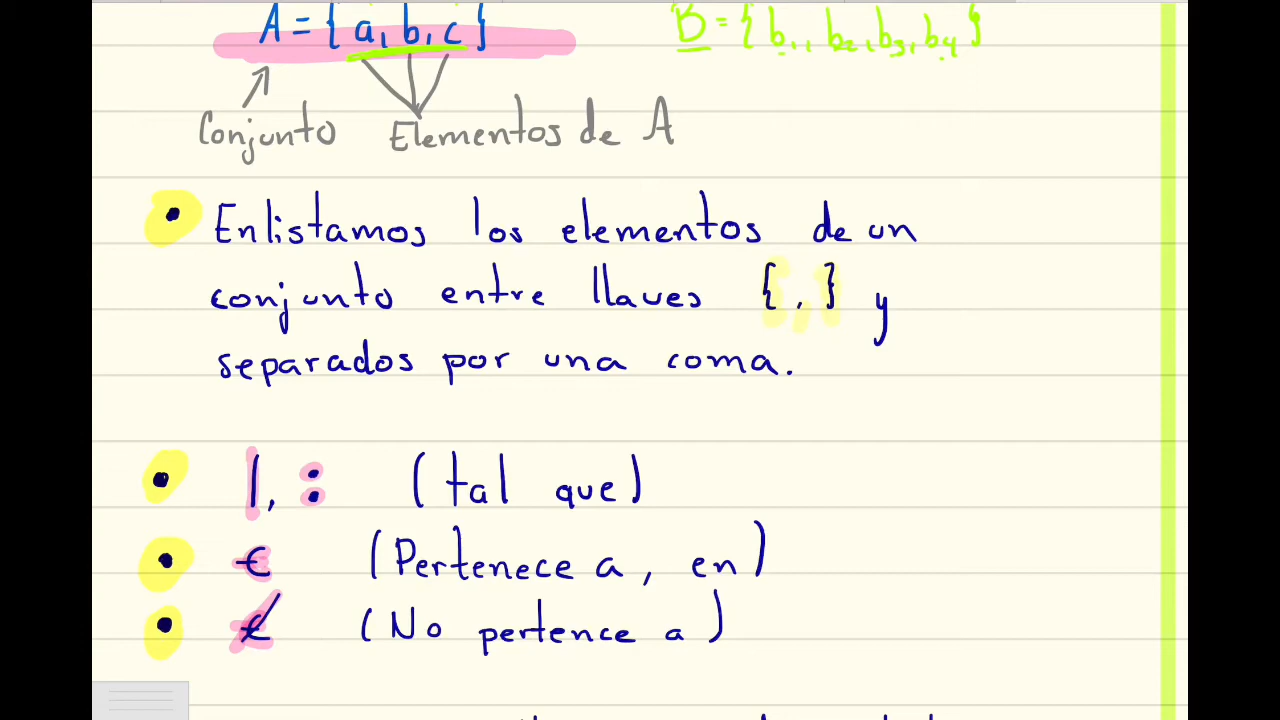 A = { a, b, c } B = { b1, b2, b3, b4 }
Conjunto Elementos de A
• Enlistamos los elementos de un
conjunto entre llaves { , } y
separados por una coma.
• |, : (tal que)
• ∈ (Pertenece a, en)
• ∉ (No pertence a)